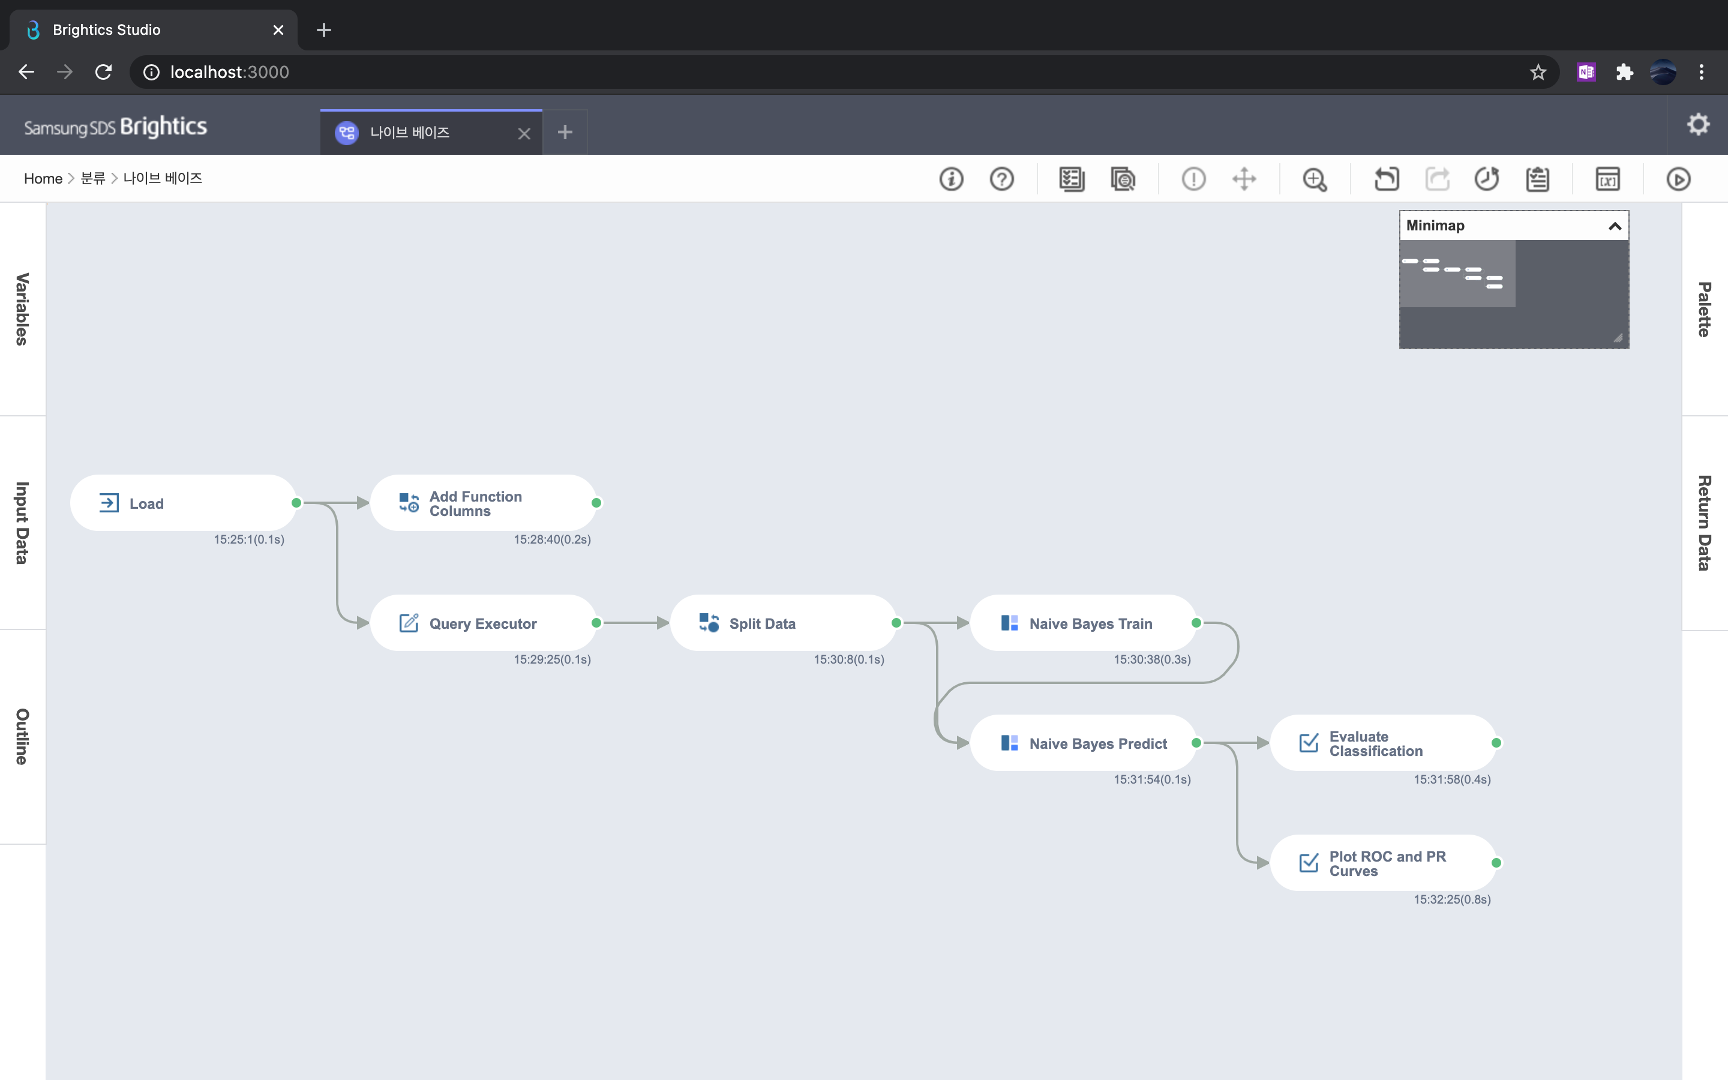 Brightics Studio
localhost:3000
Samsung SDS Brightics
나이브 베이즈
Home > 분류 > 나이브 베이즈
Minimap
Variables
Input Data
Outline
Palette
Return Data
Load
15:25:1(0.1s)
Add Function
Columns
15:28:40(0.2s)
Query Executor
15:29:25(0.1s)
Split Data
15:30:8(0.1s)
Naive Bayes Train
15:30:38(0.3s)
Naive Bayes Predict
15:31:54(0.1s)
Evaluate
Classification
15:31:58(0.4s)
Plot ROC and PR
Curves
15:32:25(0.8s)